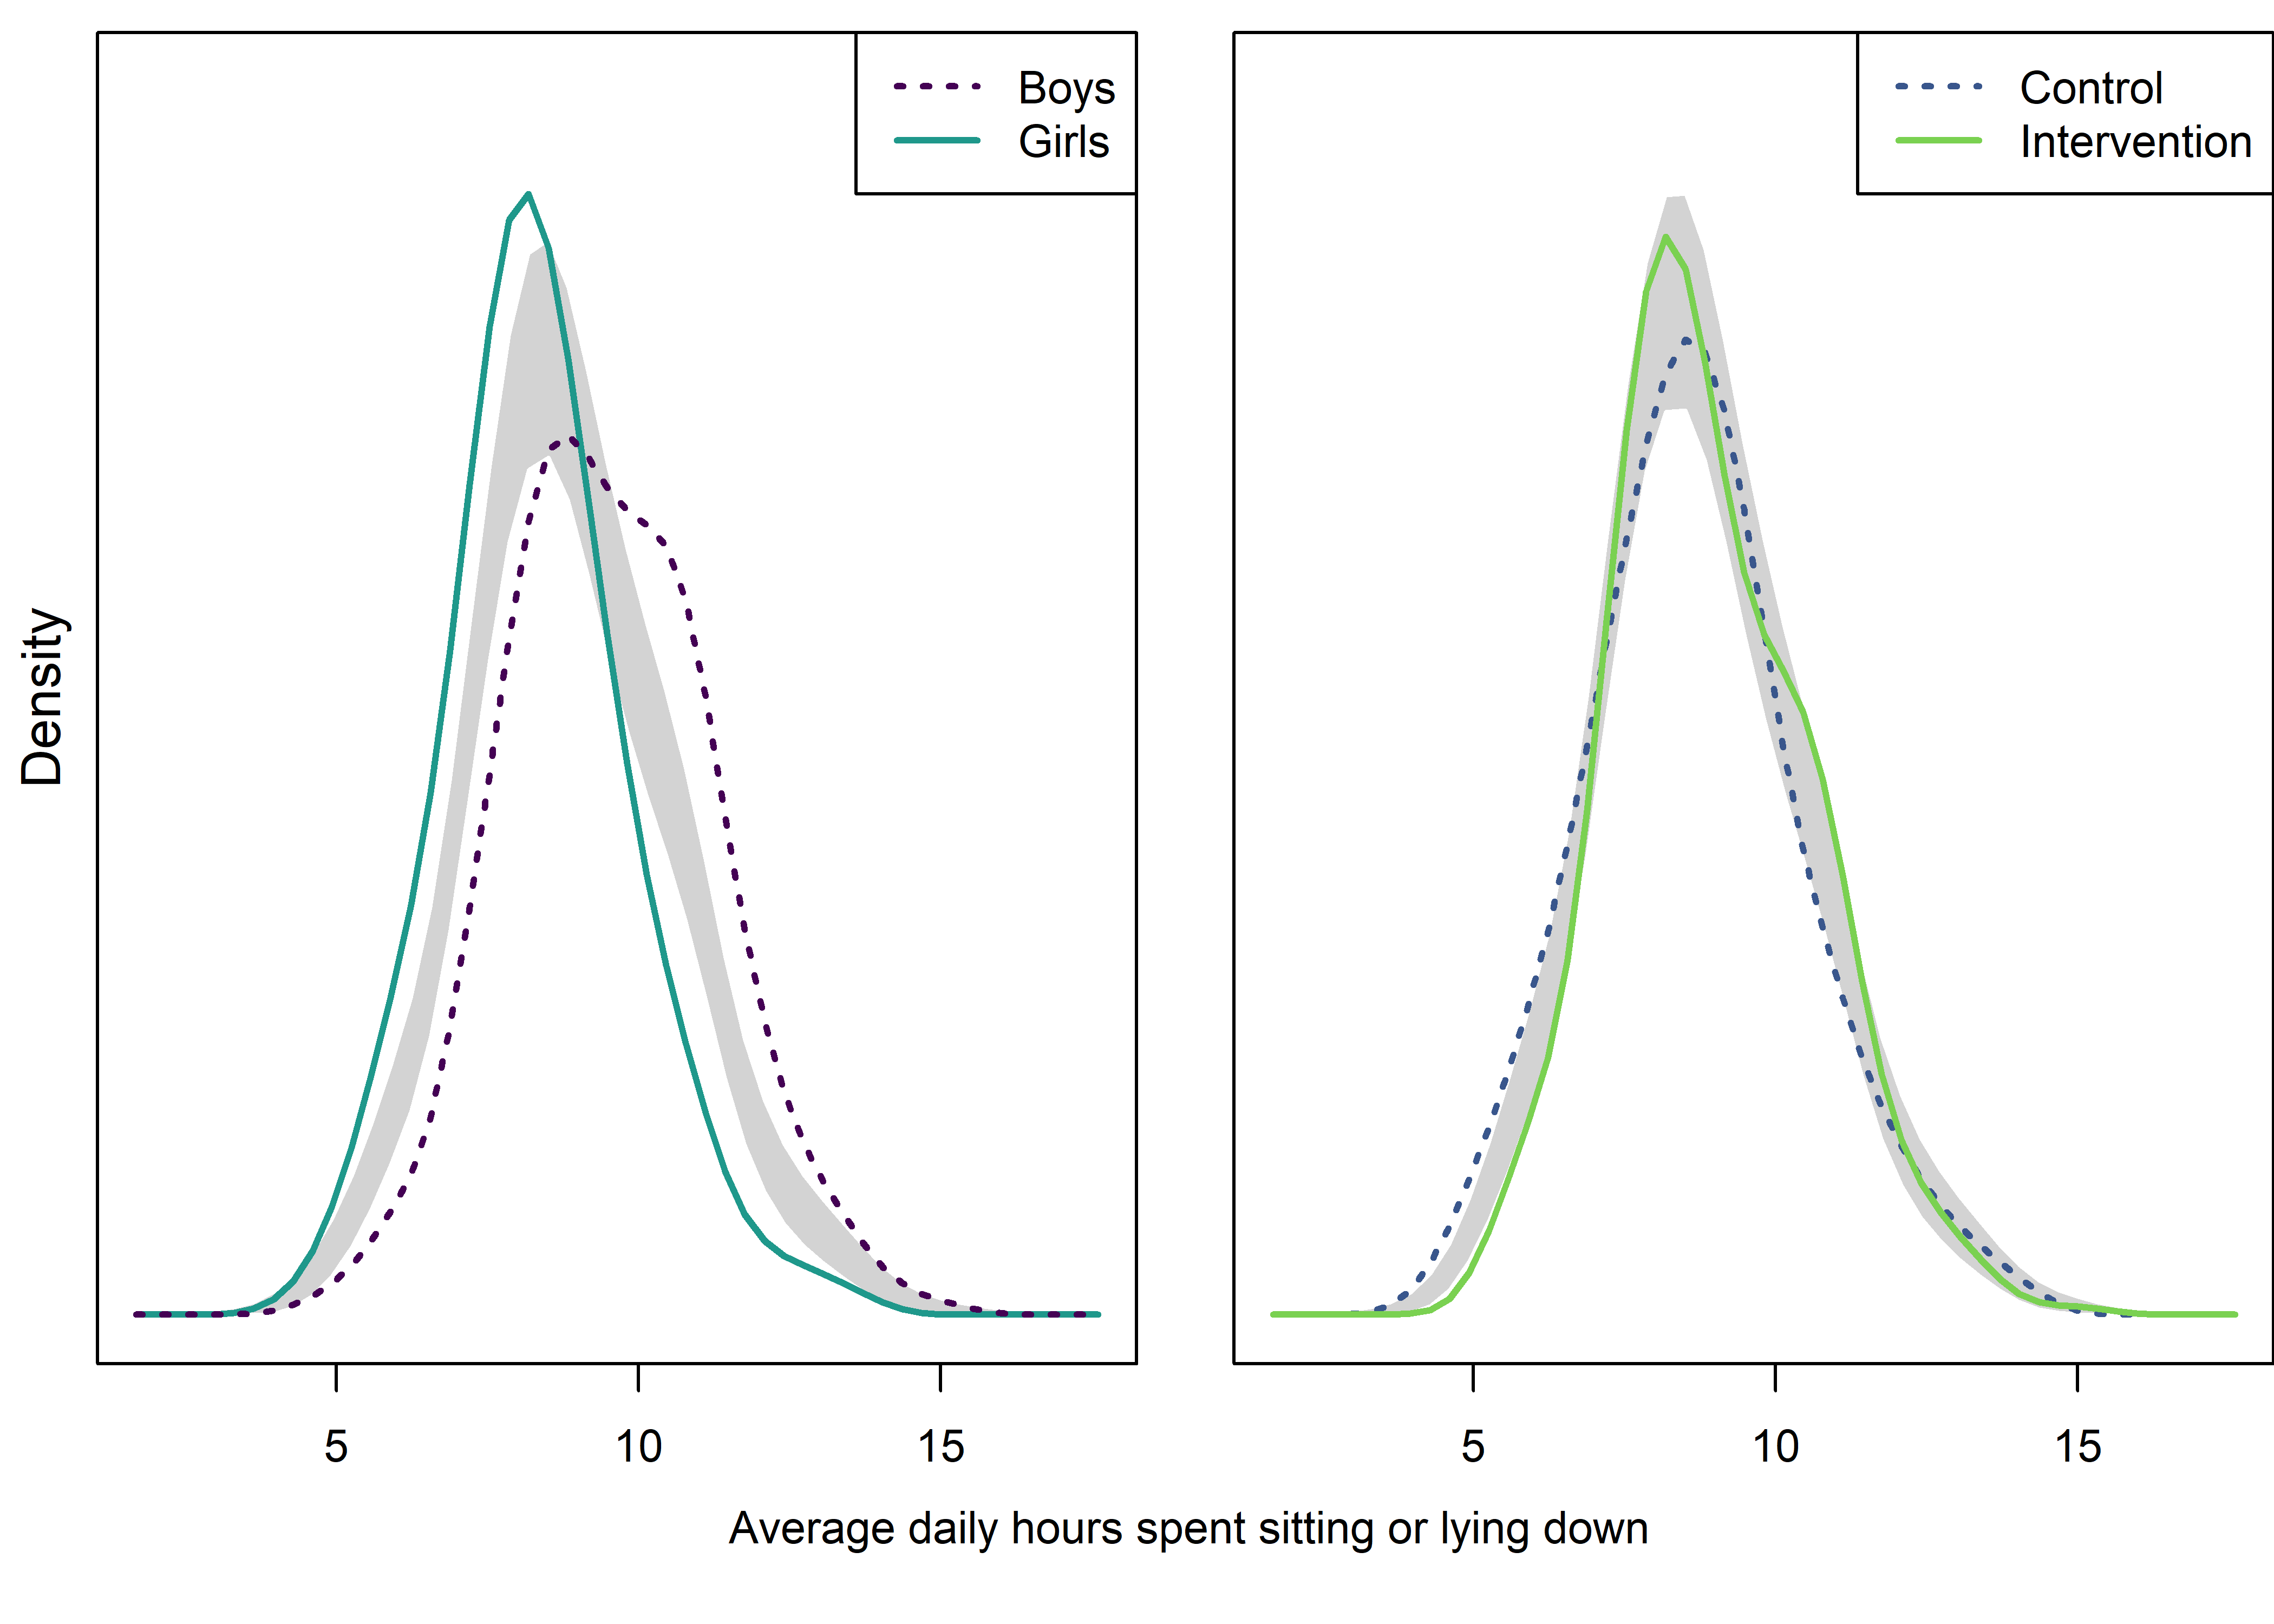 Boys
Girls
Control
Intervention
Density
5 10 15
5 10 15
Average daily hours spent sitting or lying down